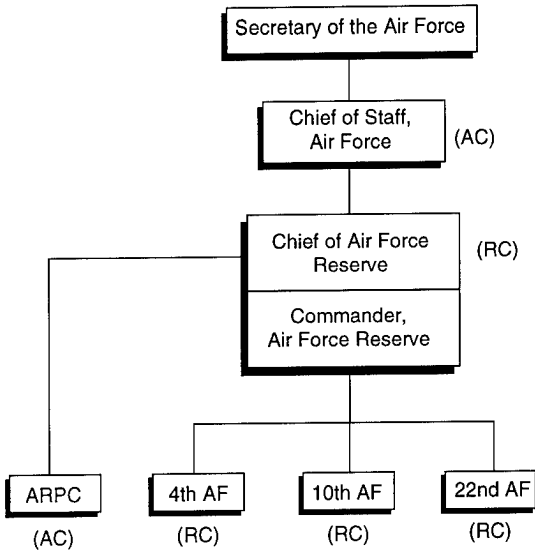 Secretary of the Air Force
Chief of Staff,
Air Force
(AC)
Chief of Air Force
Reserve
(RC)
Commander,
Air Force Reserve
ARPC
4th AF
10th AF
22nd AF
(AC)
(RC)
(RC)
(RC)